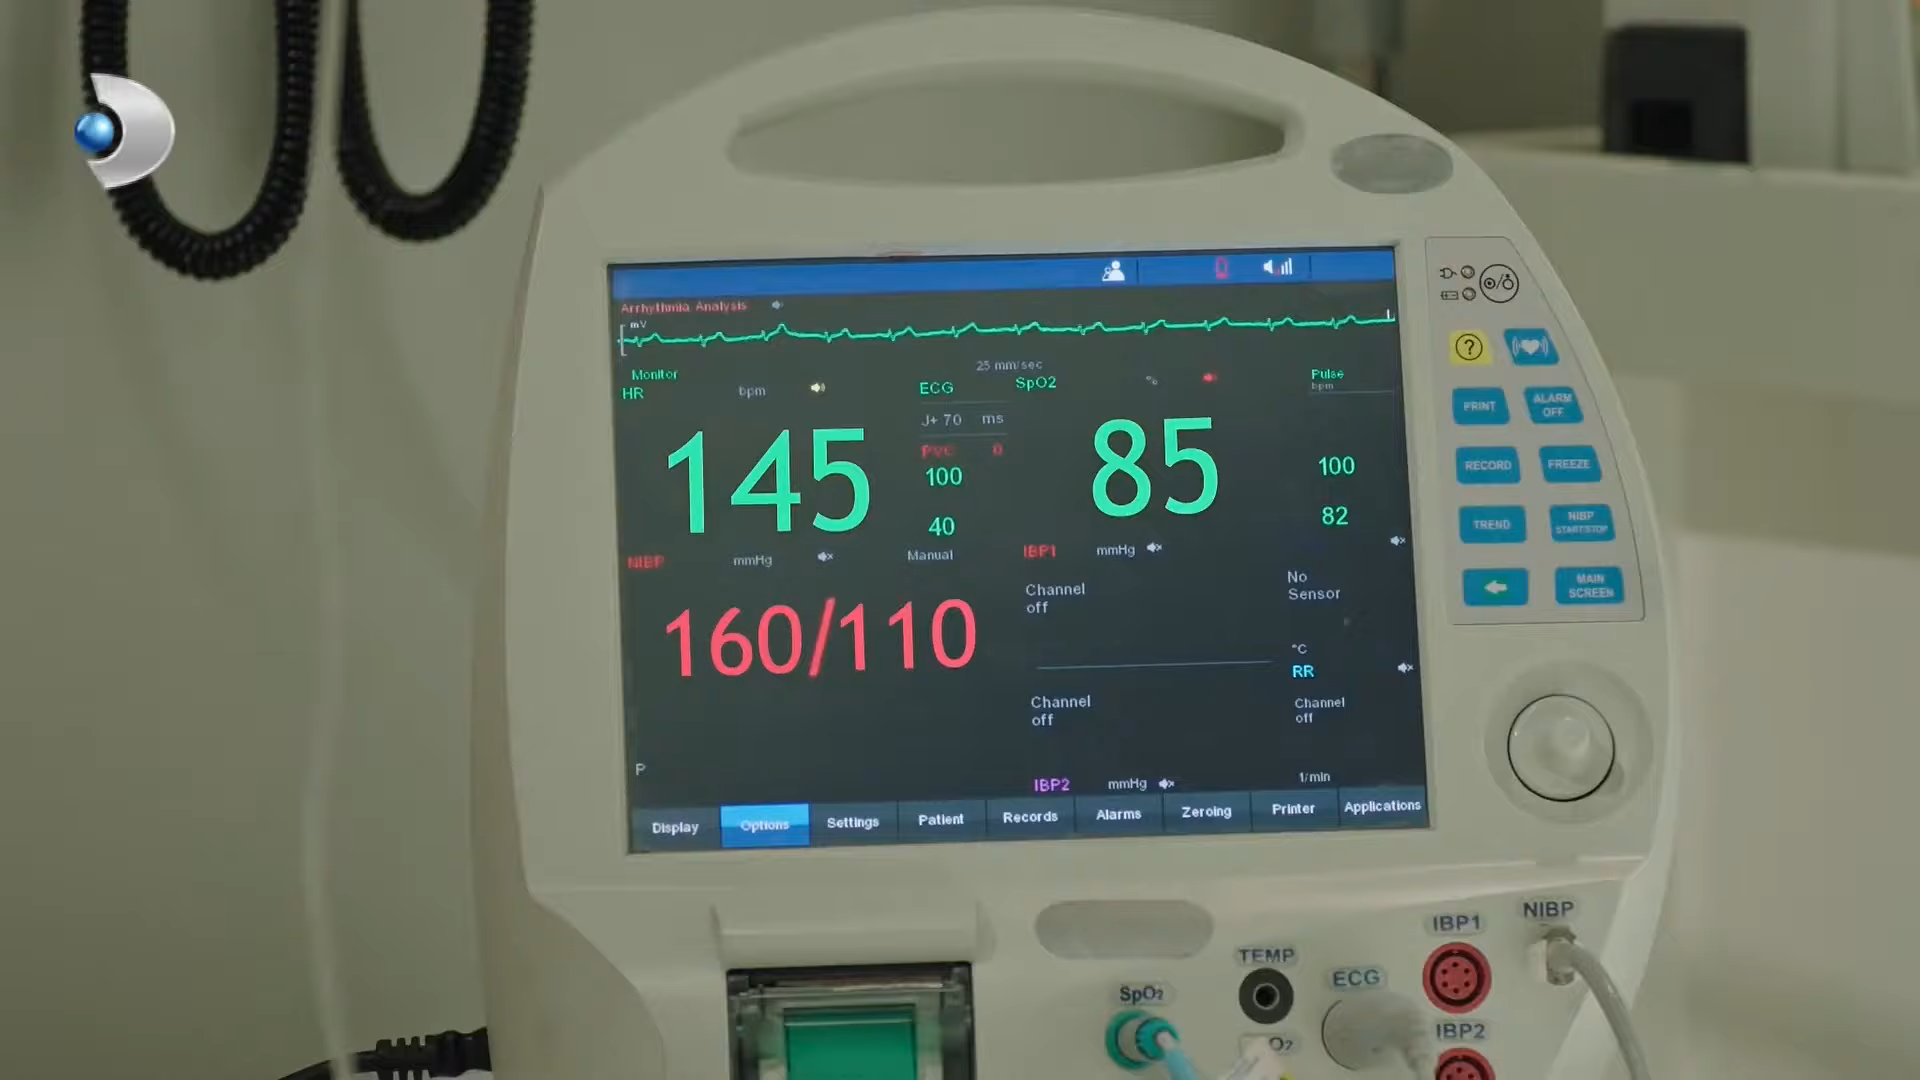 Arrhythmia Analysis
mV
25 mm/sec
Monitor
HR
bpm
ECG
SpO2
Pulse
bpm
J+ 70 ms
PVC 0
145
100
40
85
100
82
NIBP
mmHg
Manual
IBP1
mmHg
Channel
off
No
Sensor
160/110
°C
RR
Channel
off
Channel
off
P
IBP2
mmHg
1/min
Display
Options
Settings
Patient
Records
Alarms
Zeroing
Printer
Applications
?
PRINT
ALARM
OFF
RECORD
FREEZE
TREND
NIBP
START/STOP
MAIN
SCREEN
SpO₂
TEMP
ECG
IBP1
NIBP
IBP2